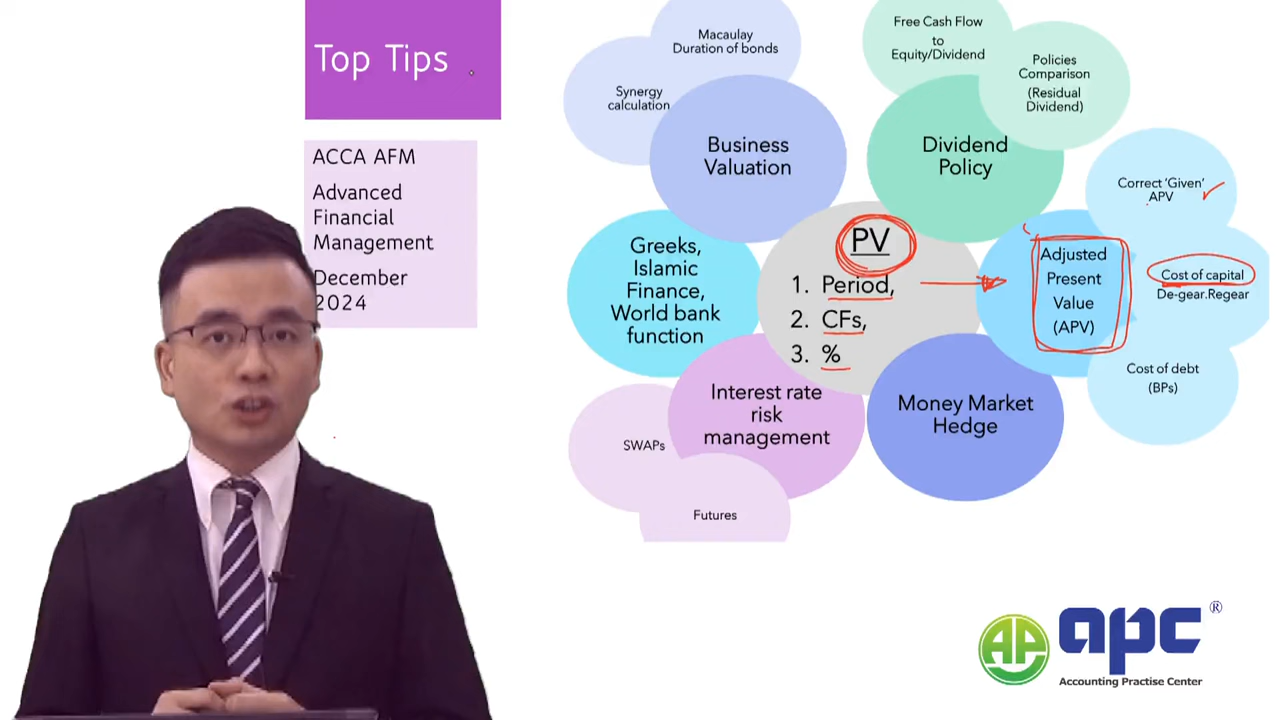 Top Tips
ACCA AFM
Advanced
Financial
Management
December
2024
Macaulay
Duration of bonds
Synergy
calculation
Business
Valuation
Free Cash Flow
to
Equity/Dividend
Policies
Comparison
(Residual
Dividend)
Dividend
Policy
Correct ‘Given’
APV
Greeks,
Islamic
Finance,
World bank
function
PV
1. Period,
2. CFs,
3. %
Adjusted
Present
Value
(APV)
Cost of capital
De-gear.Regear
Cost of debt
(BPs)
Interest rate
risk
management
Money Market
Hedge
SWAPs
Futures
AP
apc®
Accounting Practise Center